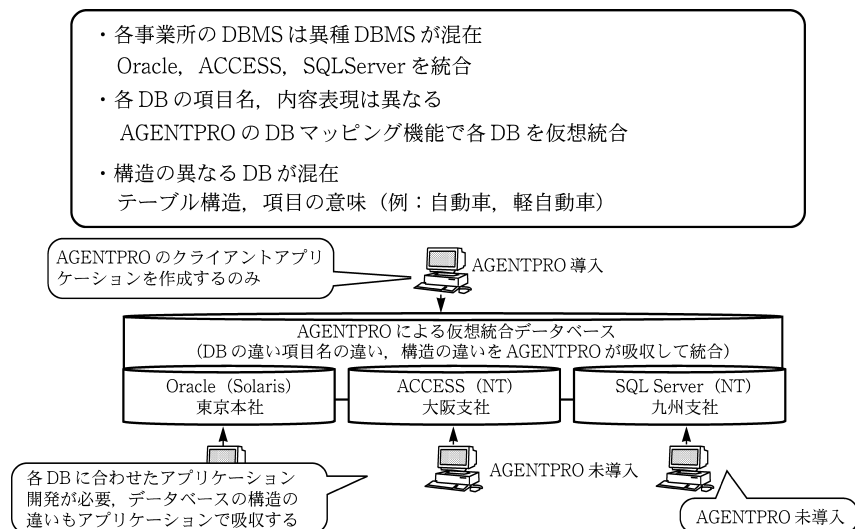 ・各事業所の DBMS は異種 DBMS が混在
Oracle，ACCESS，SQLServer を統合
・各 DB の項目名，内容表現は異なる
AGENTPRO の DB マッピング機能で各 DB を仮想統合
・構造の異なる DB が混在
テーブル構造，項目の意味（例：自動車，軽自動車）
AGENTPRO のクライアントアプリ
ケーションを作成するのみ
AGENTPRO 導入
AGENTPRO による仮想統合データベース
（DB の違い項目名の違い，構造の違いを AGENTPRO が吸収して統合）
Oracle（Solaris）
東京本社
ACCESS（NT）
大阪支社
SQL Server（NT）
九州支社
各 DB に合わせたアプリケーション
開発が必要，データベースの構造の
違いもアプリケーションで吸収する
AGENTPRO 未導入
AGENTPRO 未導入